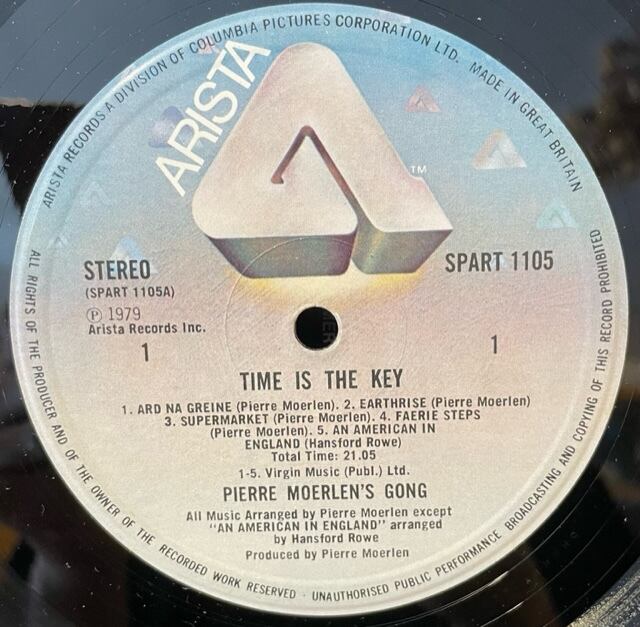 ARISTA RECORDS A DIVISION OF COLUMBIA PICTURES CORPORATION LTD. MADE IN GREAT BRITAIN
ARISTA
TM
STEREO
(SPART 1105A)
℗ 1979
Arista Records Inc.
1
SPART 1105
1
TIME IS THE KEY
1. ARD NA GREINE (Pierre Moerlen). 2. EARTHRISE (Pierre Moerlen)
3. SUPERMARKET (Pierre Moerlen). 4. FAERIE STEPS
(Pierre Moerlen). 5. AN AMERICAN IN
ENGLAND (Hansford Rowe)
Total Time: 21.05
1-5. Virgin Music (Publ.) Ltd.
PIERRE MOERLEN'S GONG
All Music Arranged by Pierre Moerlen except
"AN AMERICAN IN ENGLAND" arranged
by Hansford Rowe
Produced by Pierre Moerlen
ALL RIGHTS OF THE PRODUCER AND OF THE OWNER OF THE RECORDED WORK RESERVED · UNAUTHORISED PUBLIC PERFORMANCE BROADCASTING AND COPYING OF THIS RECORD PROHIBITED